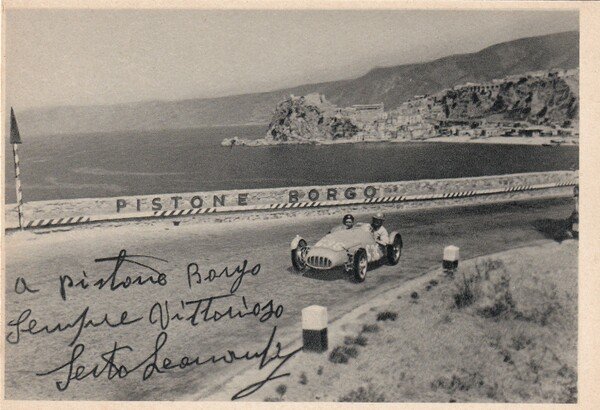 PISTONE BORGO
a pistone Borgo
Sempre Vittorioso
Sesto Leonardi